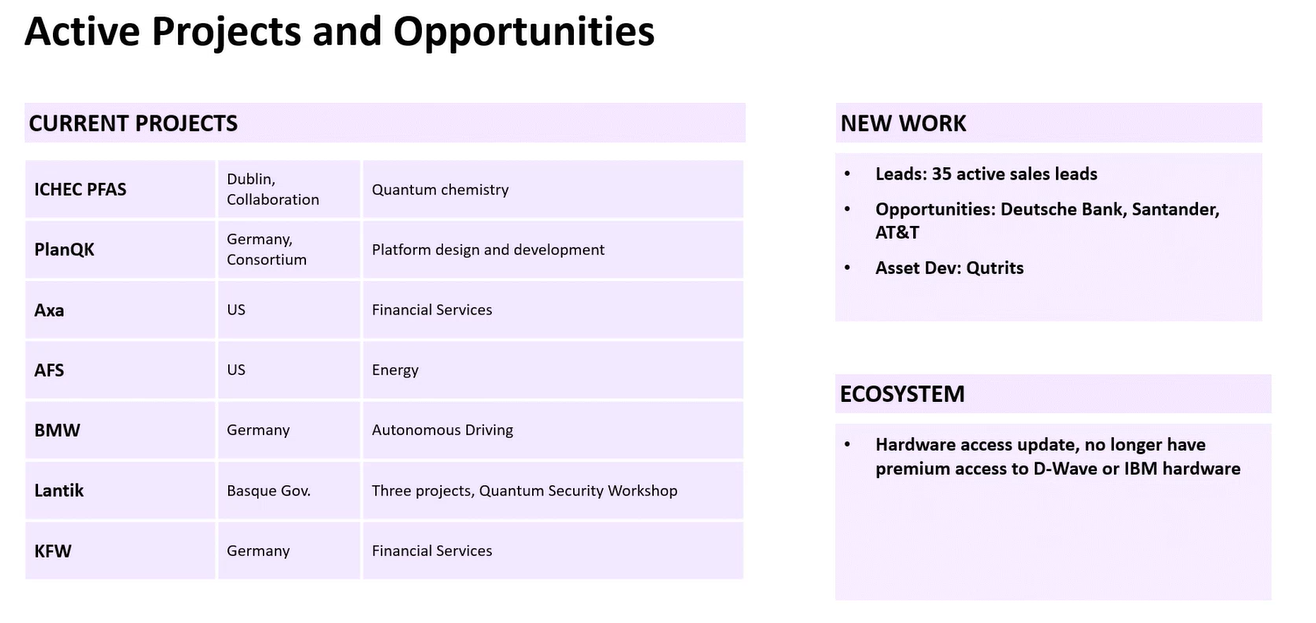 Active Projects and Opportunities
CURRENT PROJECTS
ICHEC PFAS
Dublin,
Collaboration
Quantum chemistry
PlanQK
Germany,
Consortium
Platform design and development
Axa
US
Financial Services
AFS
US
Energy
BMW
Germany
Autonomous Driving
Lantik
Basque Gov.
Three projects, Quantum Security Workshop
KFW
Germany
Financial Services
NEW WORK
• Leads: 35 active sales leads
• Opportunities: Deutsche Bank, Santander,
AT&T
• Asset Dev: Qutrits
ECOSYSTEM
• Hardware access update, no longer have
premium access to D-Wave or IBM hardware